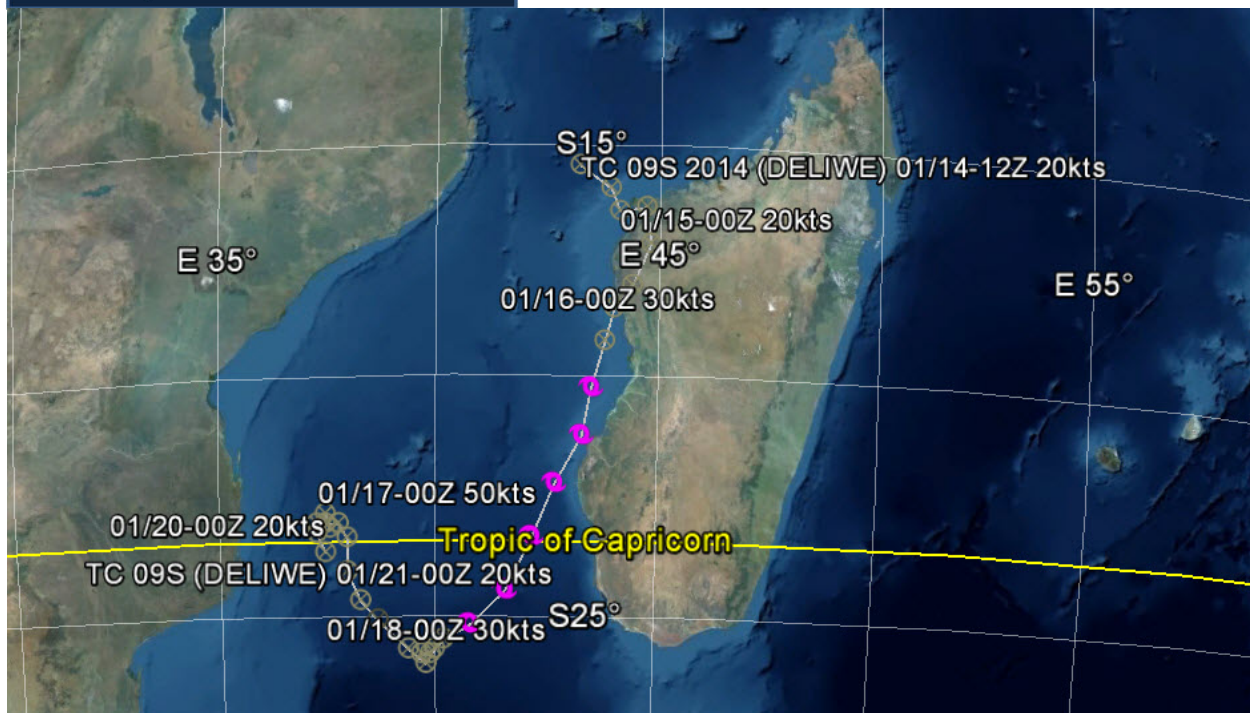 S15°
TC 09S 2014 (DELIWE) 01/14-12Z 20kts
01/15-00Z 20kts
E 35°
E 45°
E 55°
01/16-00Z 30kts
01/17-00Z 50kts
01/20-00Z 20kts
Tropic of Capricorn
TC 09S (DELIWE) 01/21-00Z 20kts
S25°
01/18-00Z 30kts